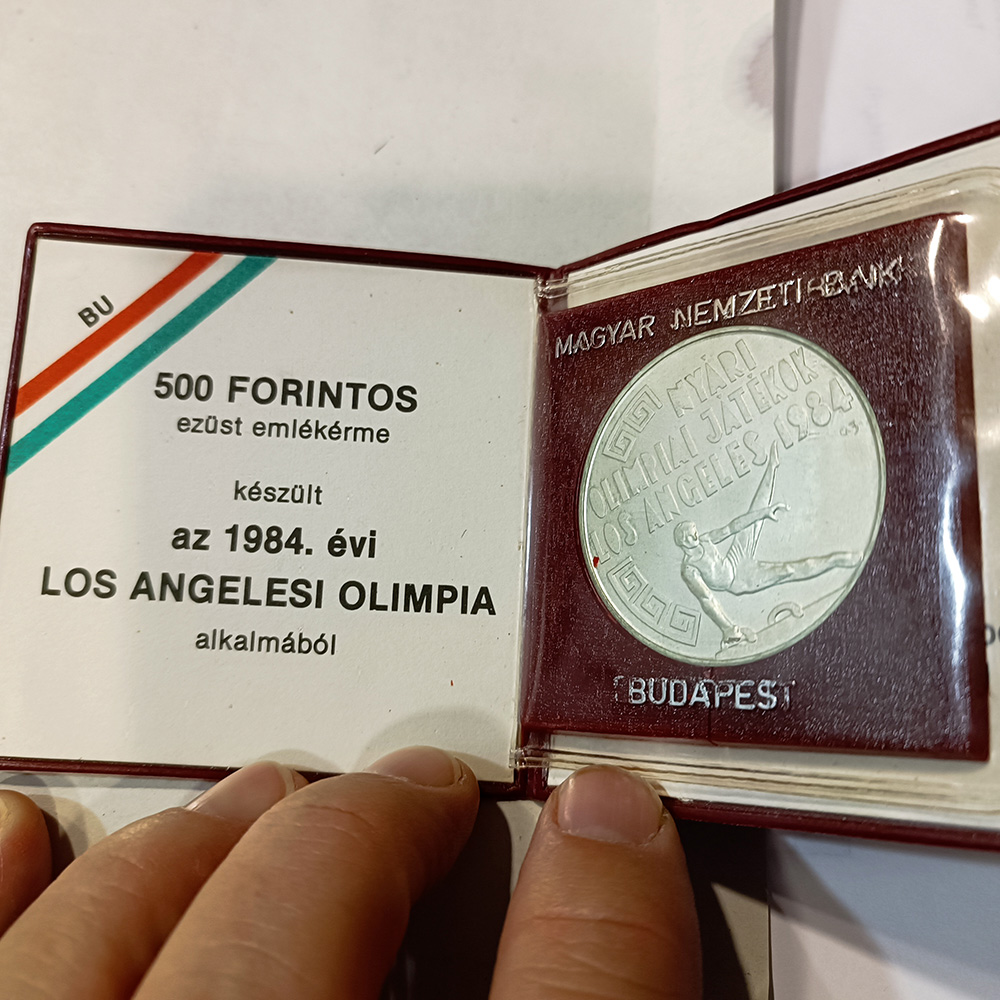 BU
500 FORINTOS
ezüst emlékérme
készült
az 1984. évi
LOS ANGELESI OLIMPIA
alkalmából
MAGYAR NEMZETI BANK
NYÁRI
OLIMPIAI JÁTÉKOK-
LOS ANGELES 1984
BUDAPEST